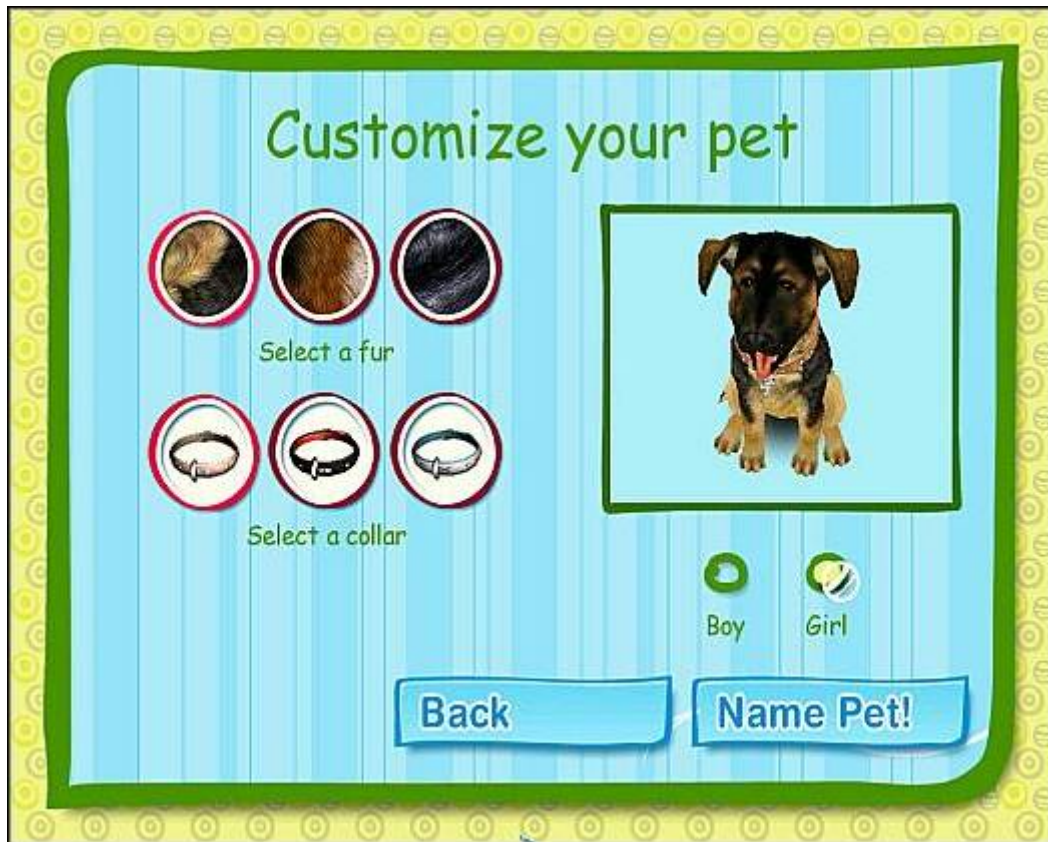 Customize your pet
Select a fur
Select a collar
Boy
Girl
Back
Name Pet!